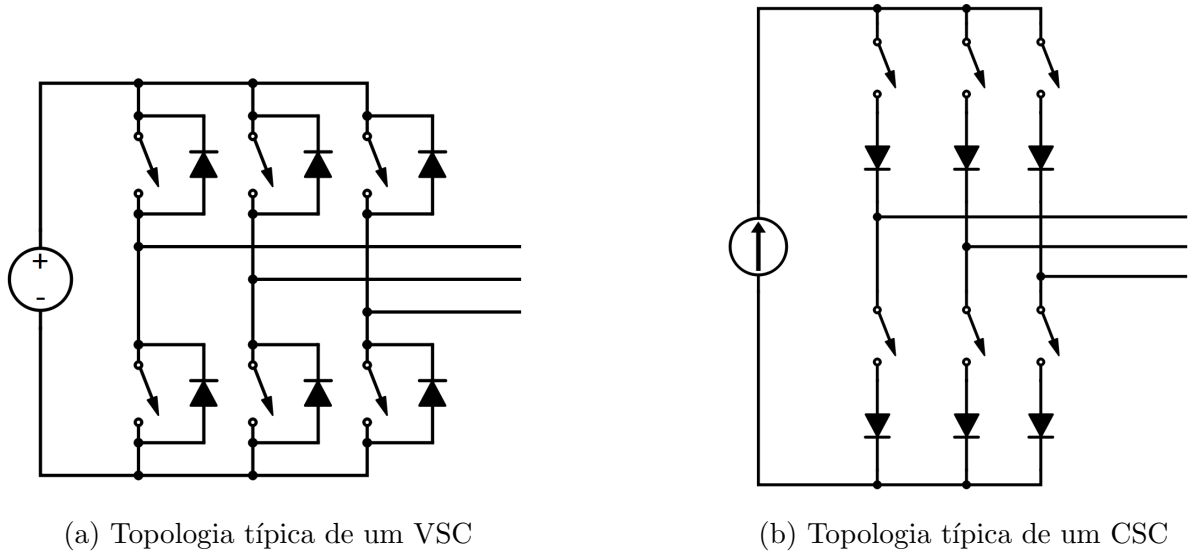 +
-
(a) Topologia típica de um VSC
(b) Topologia típica de um CSC